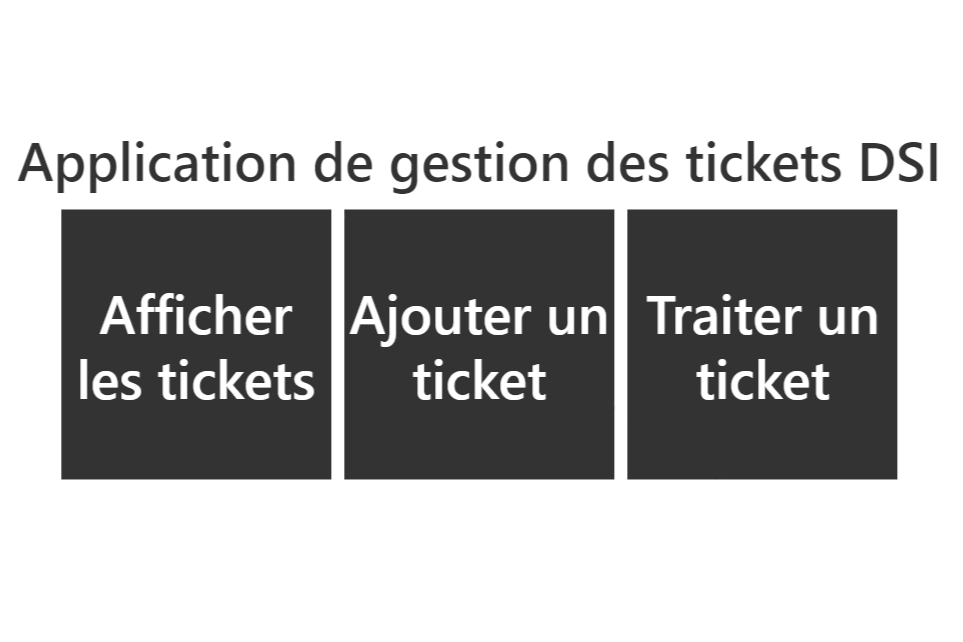 Application de gestion des tickets DSI
Afficher
les tickets
Ajouter un
ticket
Traiter un
ticket